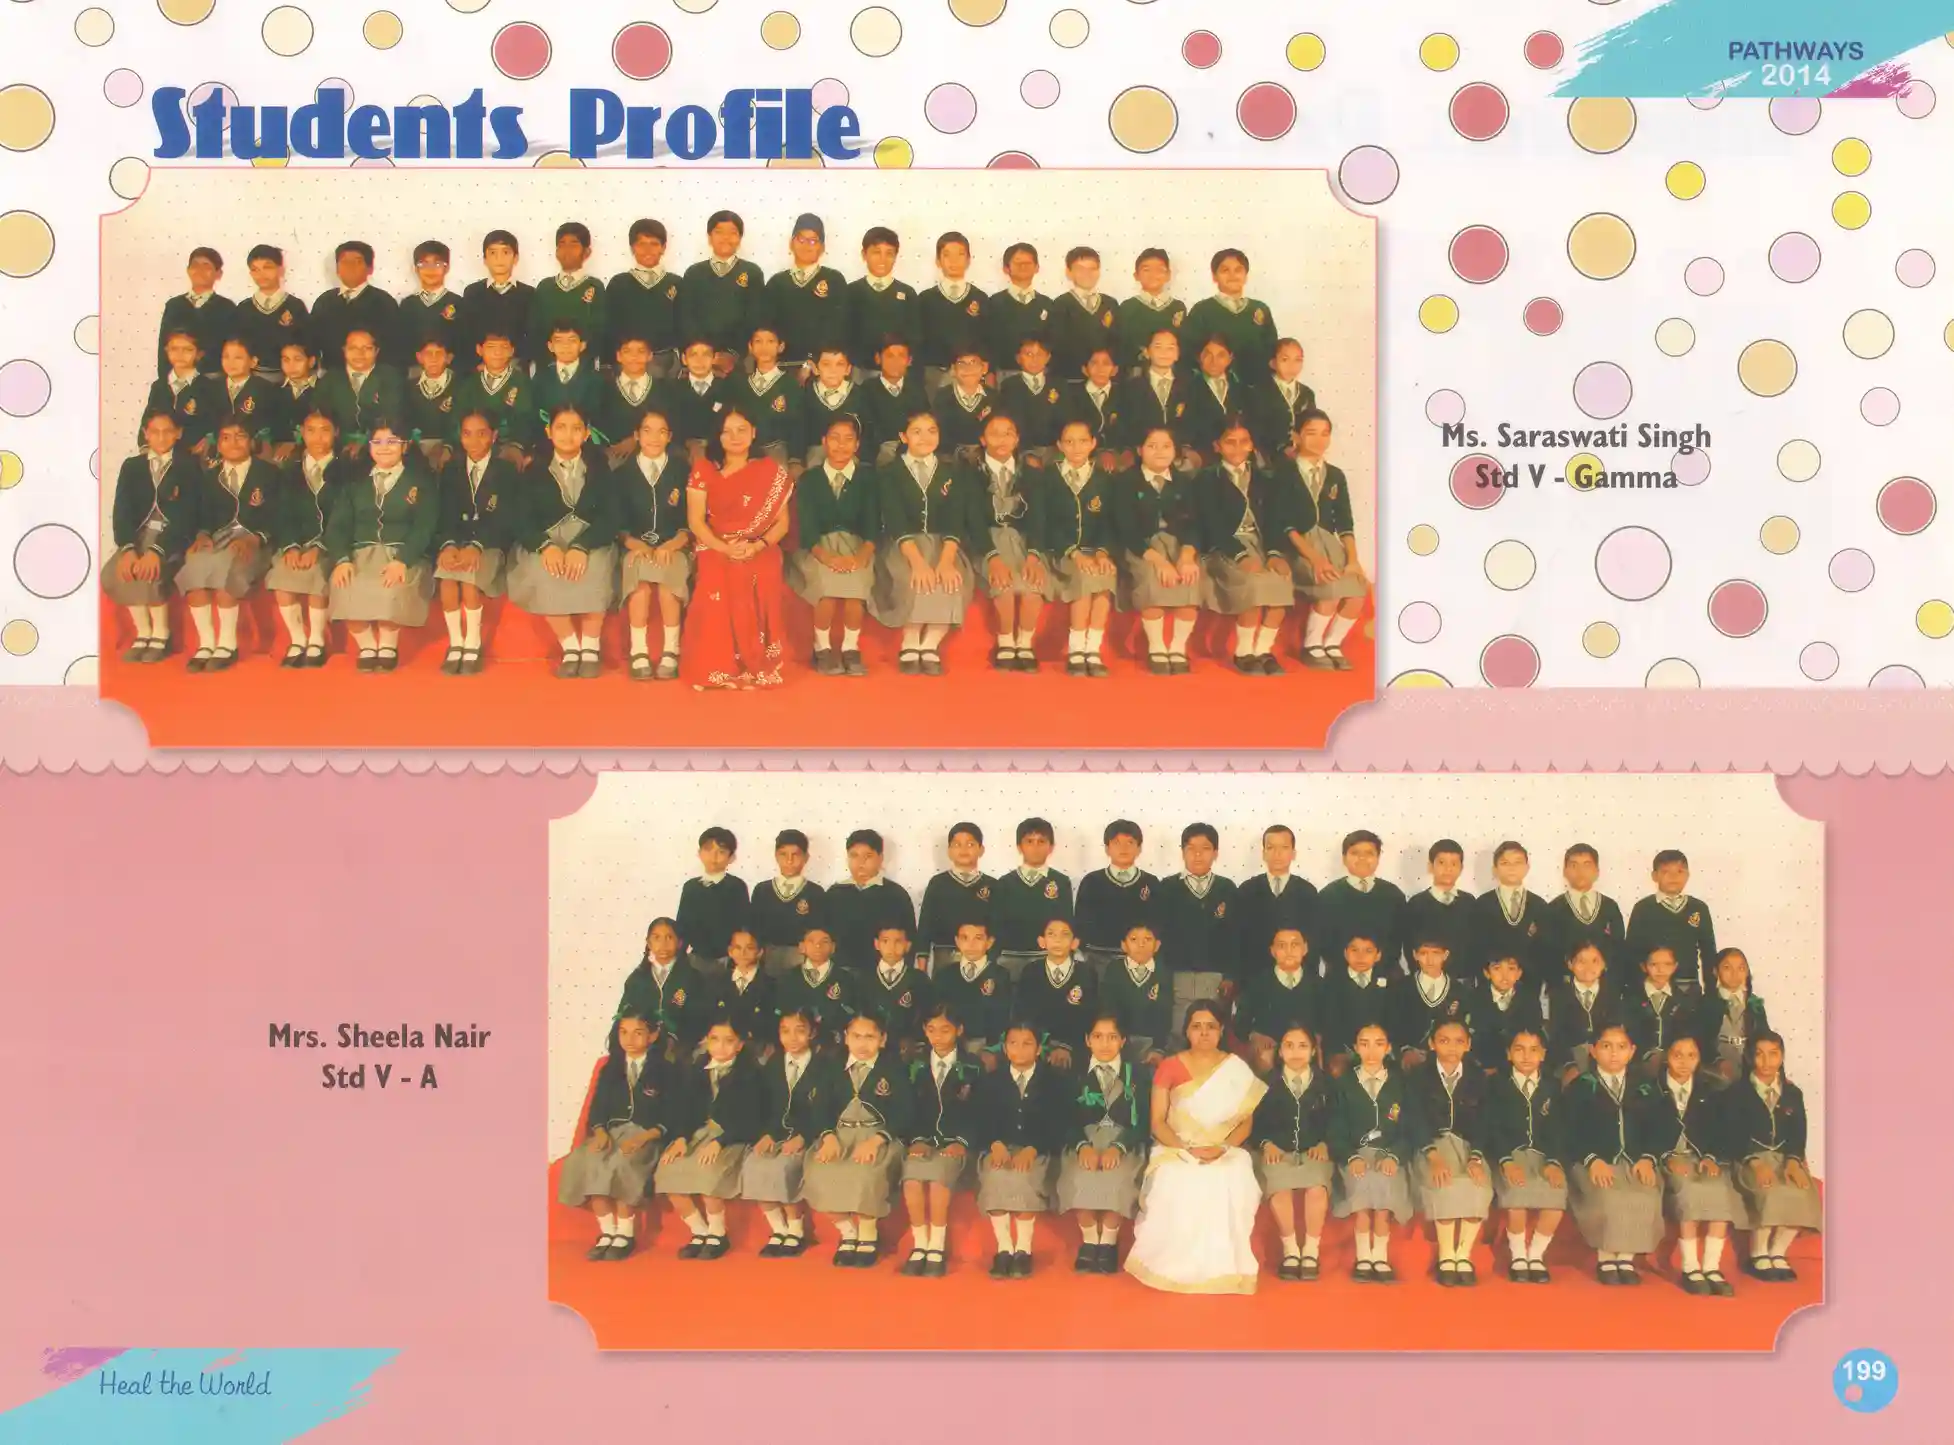 PATHWAYS
2014
Students Profile
Ms. Saraswati Singh
Std V - Gamma
Mrs. Sheela Nair
Std V - A
Heal the World
199